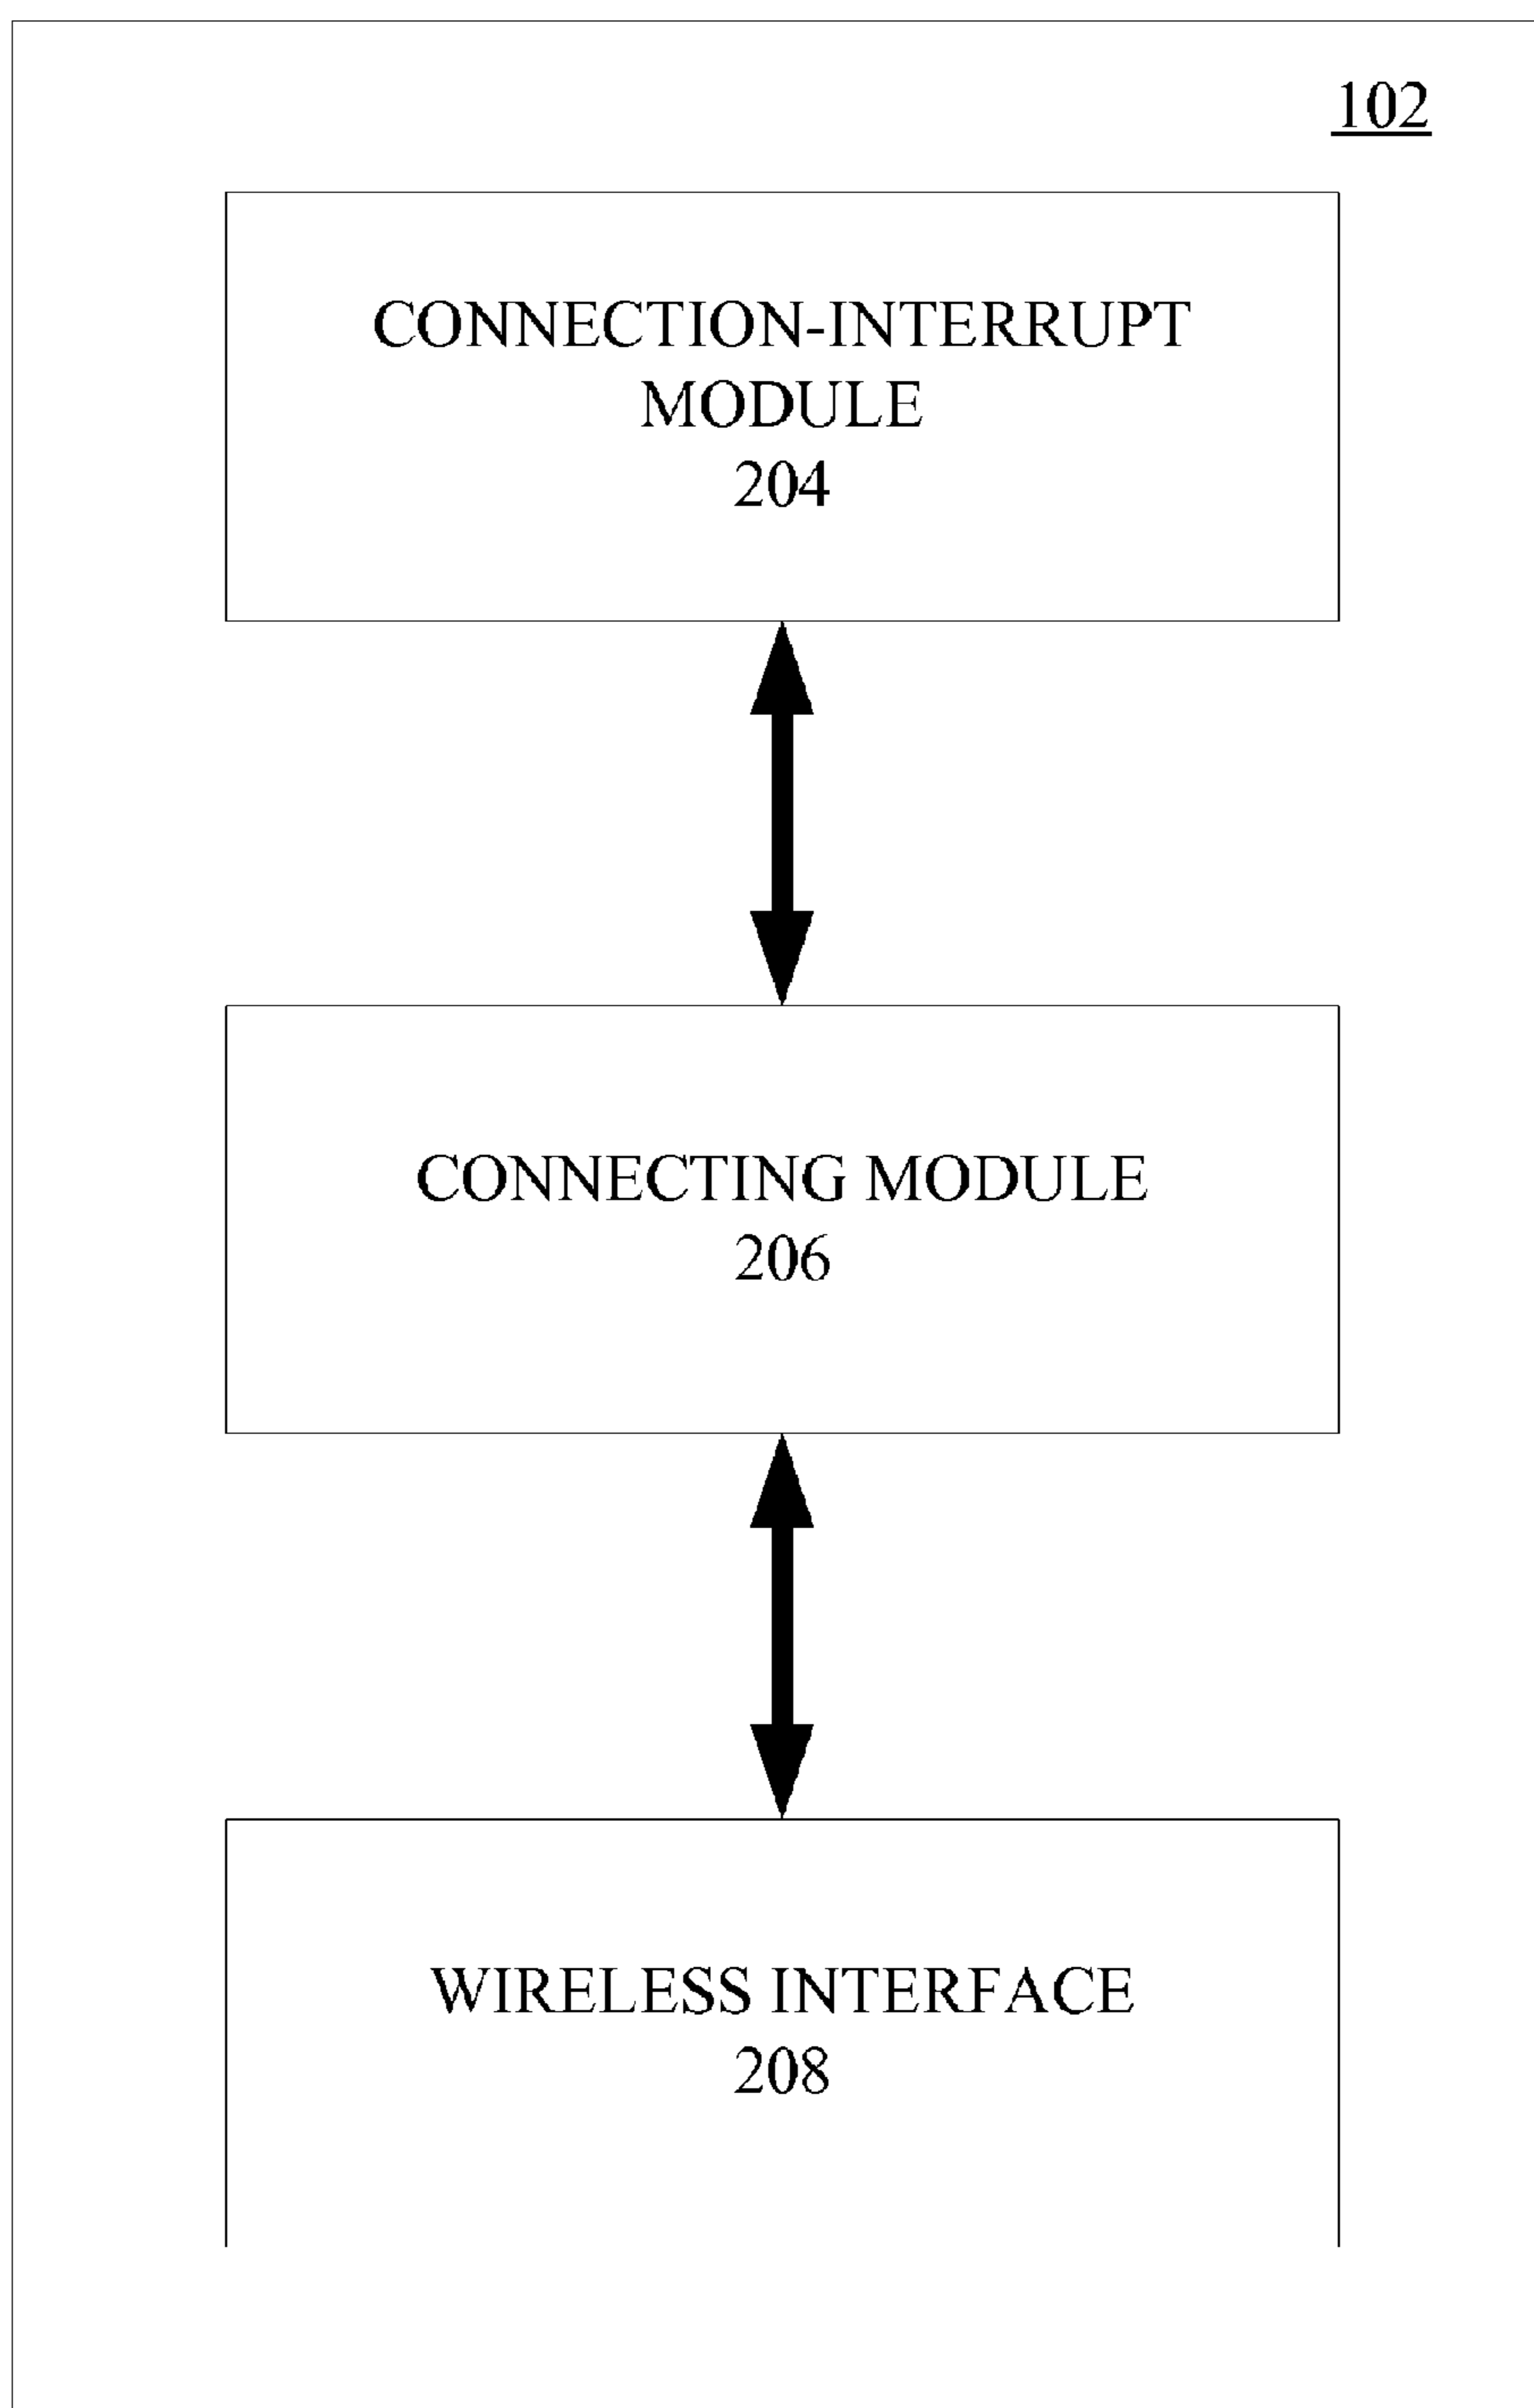 102
CONNECTION-INTERRUPT
MODULE
204
CONNECTING MODULE
206
WIRELESS INTERFACE
208